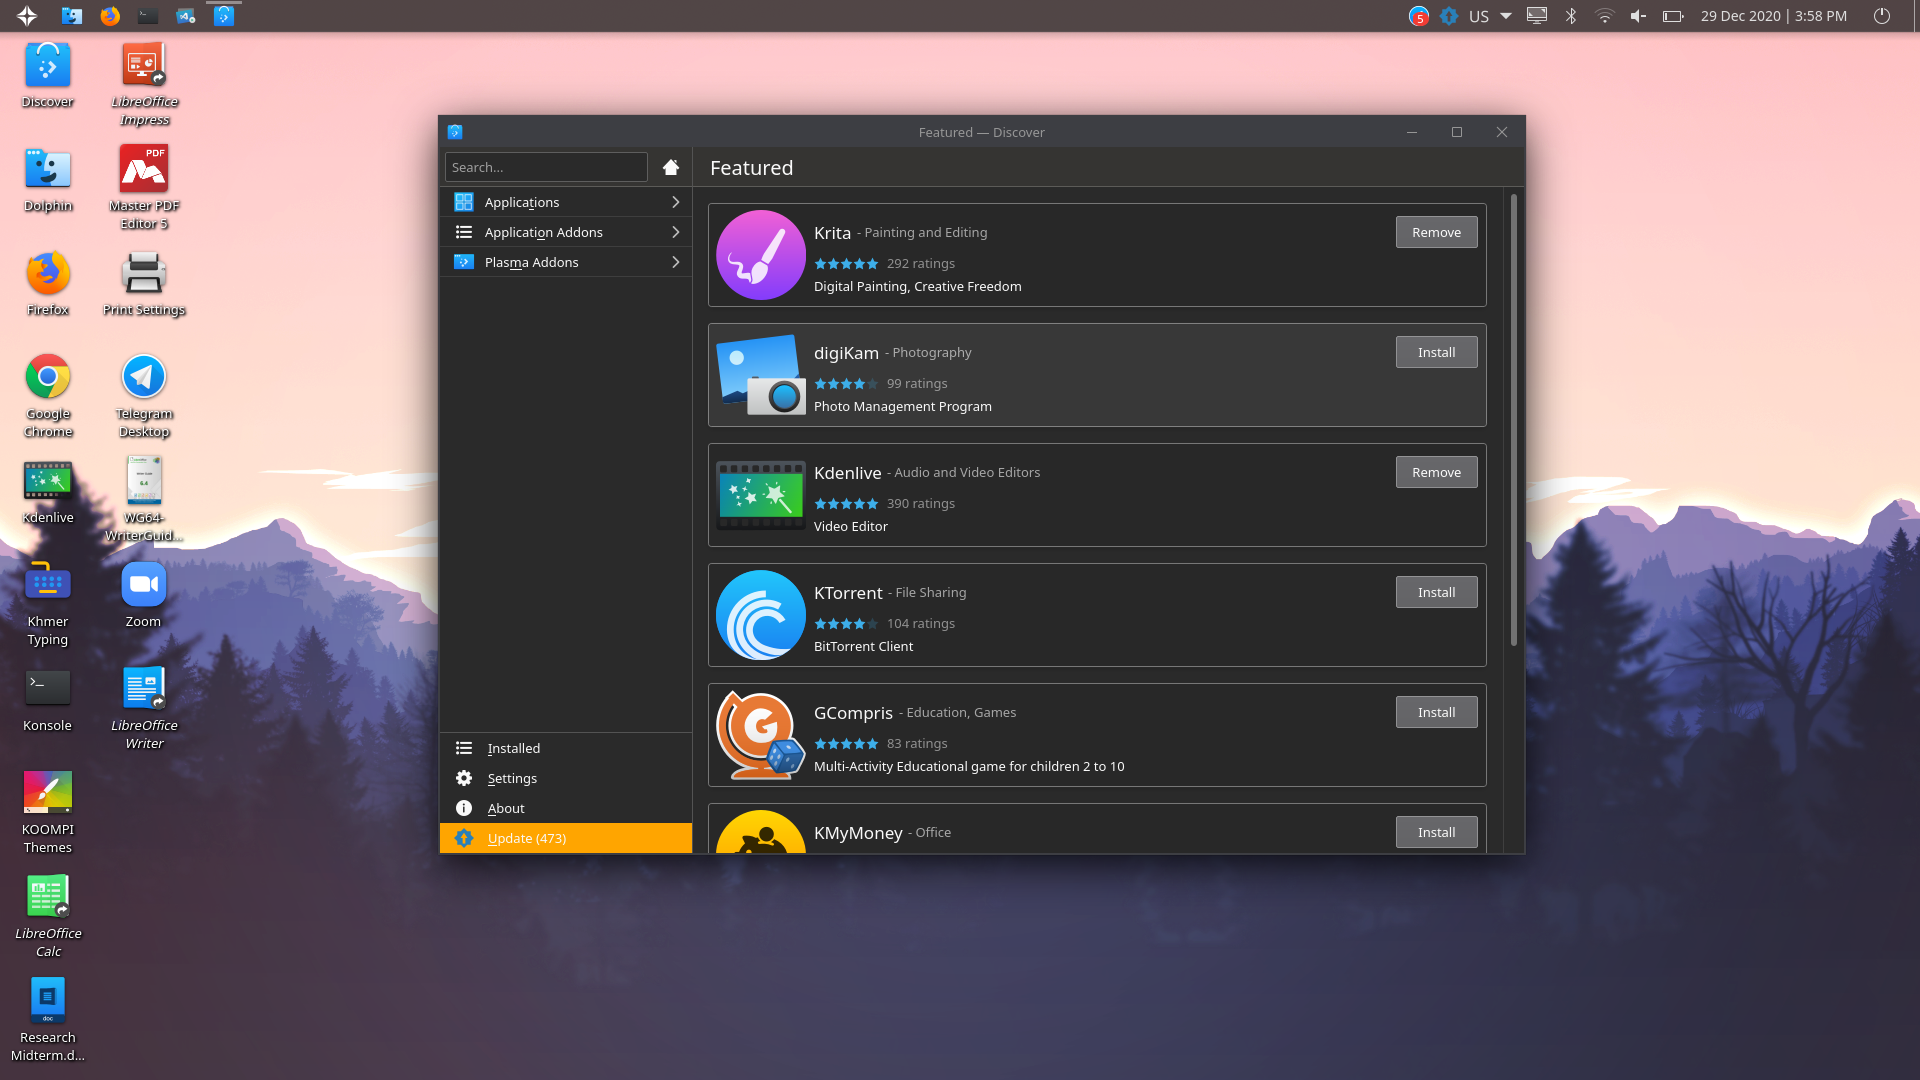 5 US 29 Dec 2020 | 3:58 PM
Discover
LibreOffice
Impress
Dolphin
PDF
Master PDF
Editor 5
Firefox
Print Settings
Google
Chrome
Telegram
Desktop
Kdenlive
6.4
WG64-
WriterGuid...
Khmer
Typing
Zoom
>_
Konsole
LibreOffice
Writer
KOOMPI
Themes
LibreOffice
Calc
doc
Research
Midterm.d...
Featured — Discover
Search...
Featured
Applications
Application Addons
Plasma Addons
Installed
Settings
About
Update (473)
Krita - Painting and Editing
Remove
292 ratings
Digital Painting, Creative Freedom
digiKam - Photography
Install
99 ratings
Photo Management Program
Kdenlive - Audio and Video Editors
Remove
390 ratings
Video Editor
KTorrent - File Sharing
Install
104 ratings
BitTorrent Client
G
GCompris - Education, Games
Install
83 ratings
Multi-Activity Educational game for children 2 to 10
KMyMoney - Office
Install